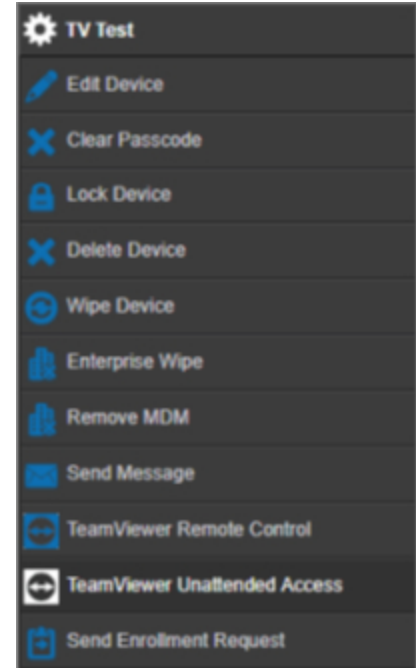 TV Test
Edit Device
Clear Passcode
Lock Device
Delete Device
Wipe Device
Enterprise Wipe
Remove MDM
Send Message
TeamViewer Remote Control
TeamViewer Unattended Access
Send Enrollment Request